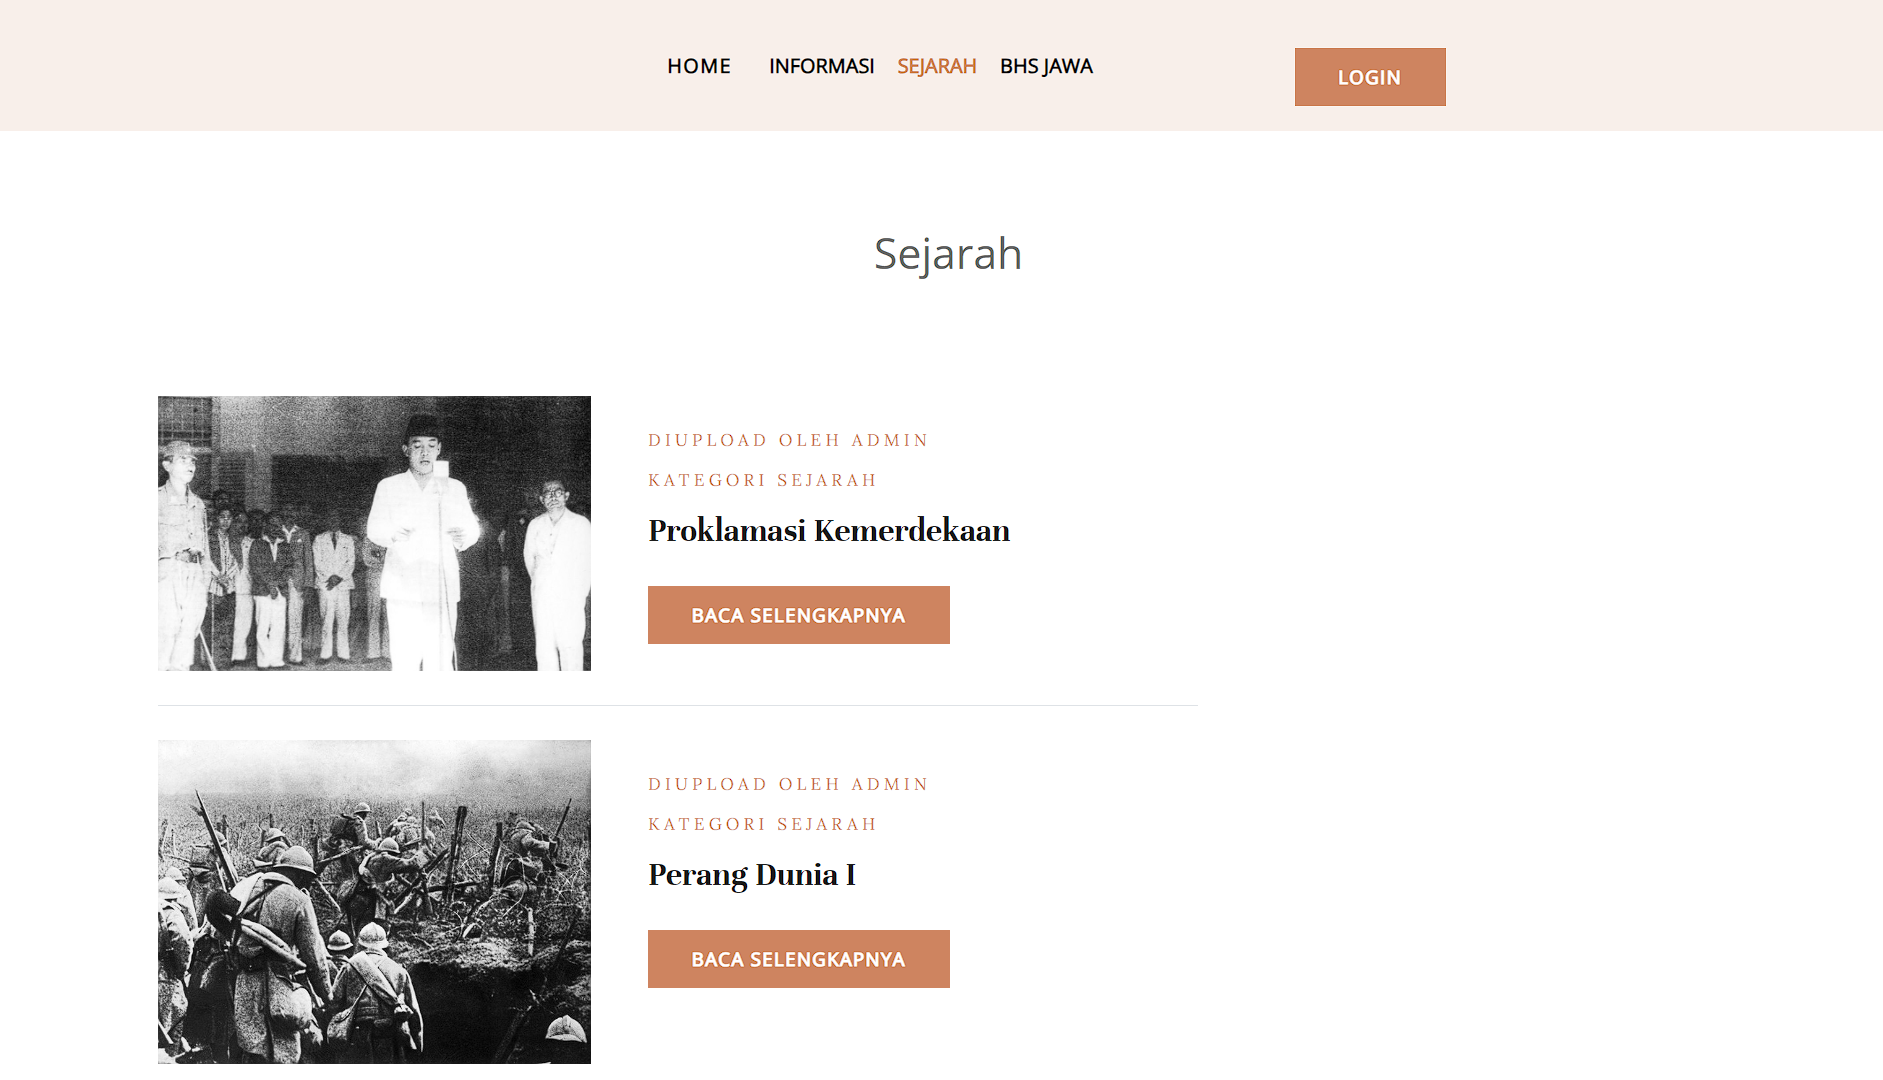 HOME INFORMASI SEJARAH BHS JAWA LOGIN
Sejarah
DIUPLOAD OLEH ADMIN
KATEGORI SEJARAH
Proklamasi Kemerdekaan
BACA SELENGKAPNYA
DIUPLOAD OLEH ADMIN
KATEGORI SEJARAH
Perang Dunia I
BACA SELENGKAPNYA